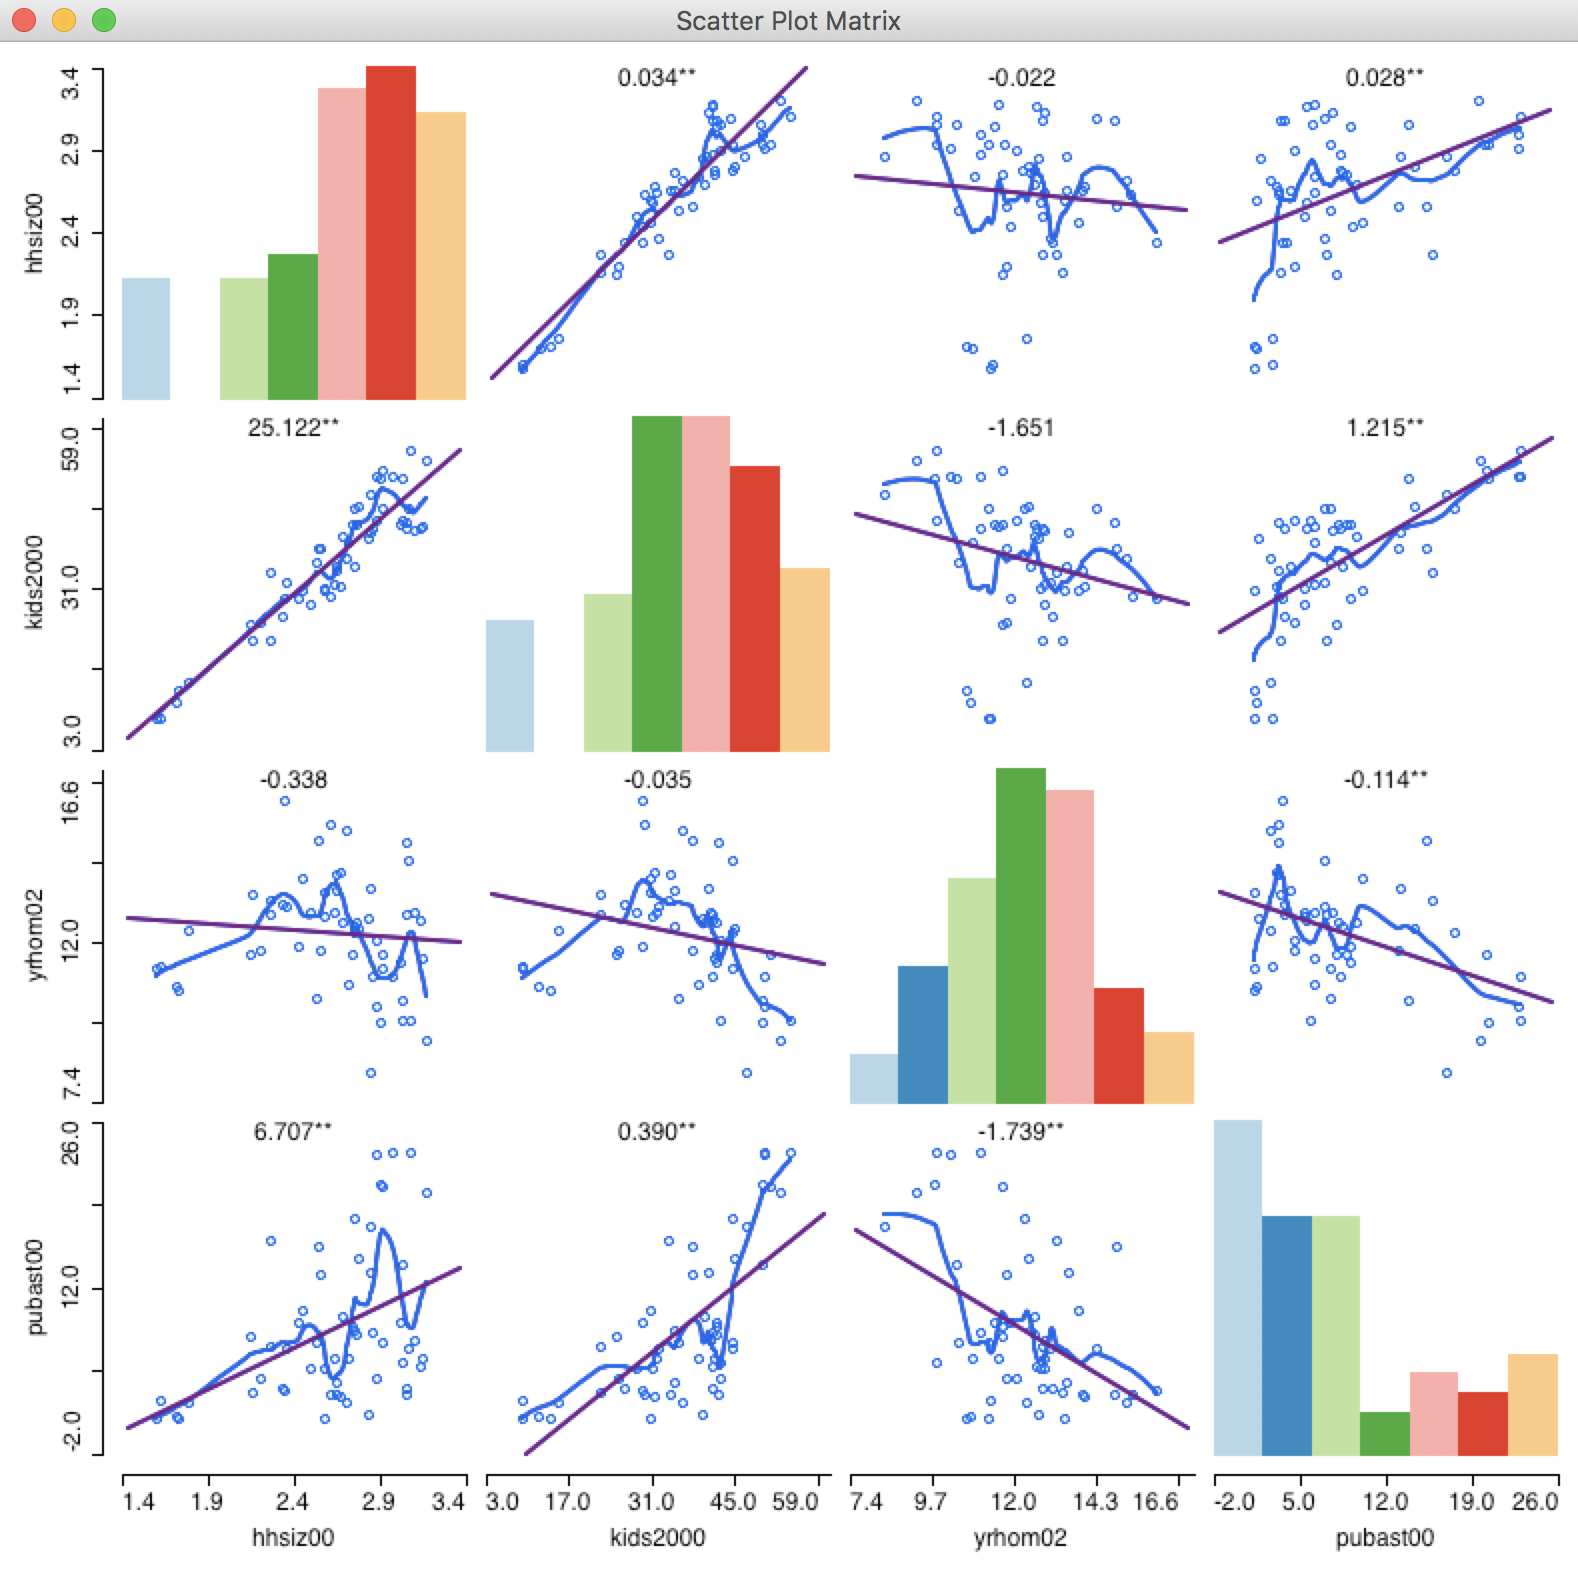 Scatter Plot Matrix
0.034** -0.022 0.028**
hhsiz00
3.4
2.9
2.4
1.9
1.4
25.122** -1.651 1.215**
kids2000
59.0
31.0
3.0
-0.338 -0.035 -0.114**
yrhom02
16.6
12.0
7.4
6.707** 0.390** -1.739**
pubast00
26.0
12.0
-2.0
1.4 1.9 2.4 2.9 3.4 3.0 17.0 31.0 45.0 59.0 7.4 9.7 12.0 14.3 16.6 -2.0 5.0 12.0 19.0 26.0
hhsiz00 kids2000 yrhom02 pubast00